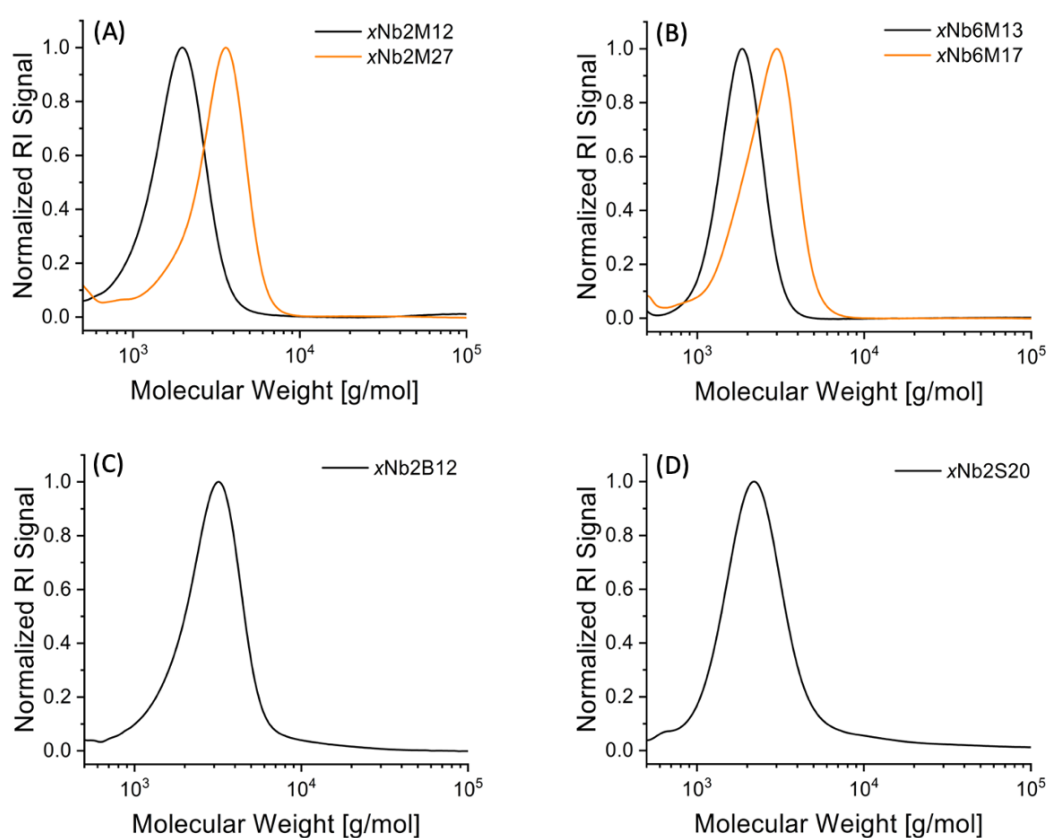 (A)
xNb2M12
xNb2M27
1.0
0.8
0.6
0.4
0.2
0.0
Normalized RI Signal
10³
10⁴
10⁵
Molecular Weight [g/mol]
(B)
xNb6M13
xNb6M17
1.0
0.8
0.6
0.4
0.2
0.0
Normalized RI Signal
10³
10⁴
10⁵
Molecular Weight [g/mol]
(C)
xNb2B12
1.0
0.8
0.6
0.4
0.2
0.0
Normalized RI Signal
10³
10⁴
10⁵
Molecular Weight [g/mol]
(D)
xNb2S20
1.0
0.8
0.6
0.4
0.2
0.0
Normalized RI Signal
10³
10⁴
10⁵
Molecular Weight [g/mol]